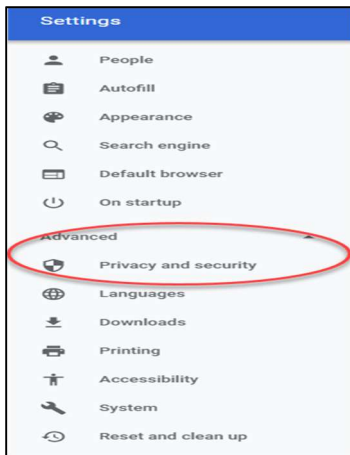 Settings
People
Autofill
Appearance
Search engine
Default browser
On startup
Advanced
Privacy and security
Languages
Downloads
Printing
Accessibility
System
Reset and clean up